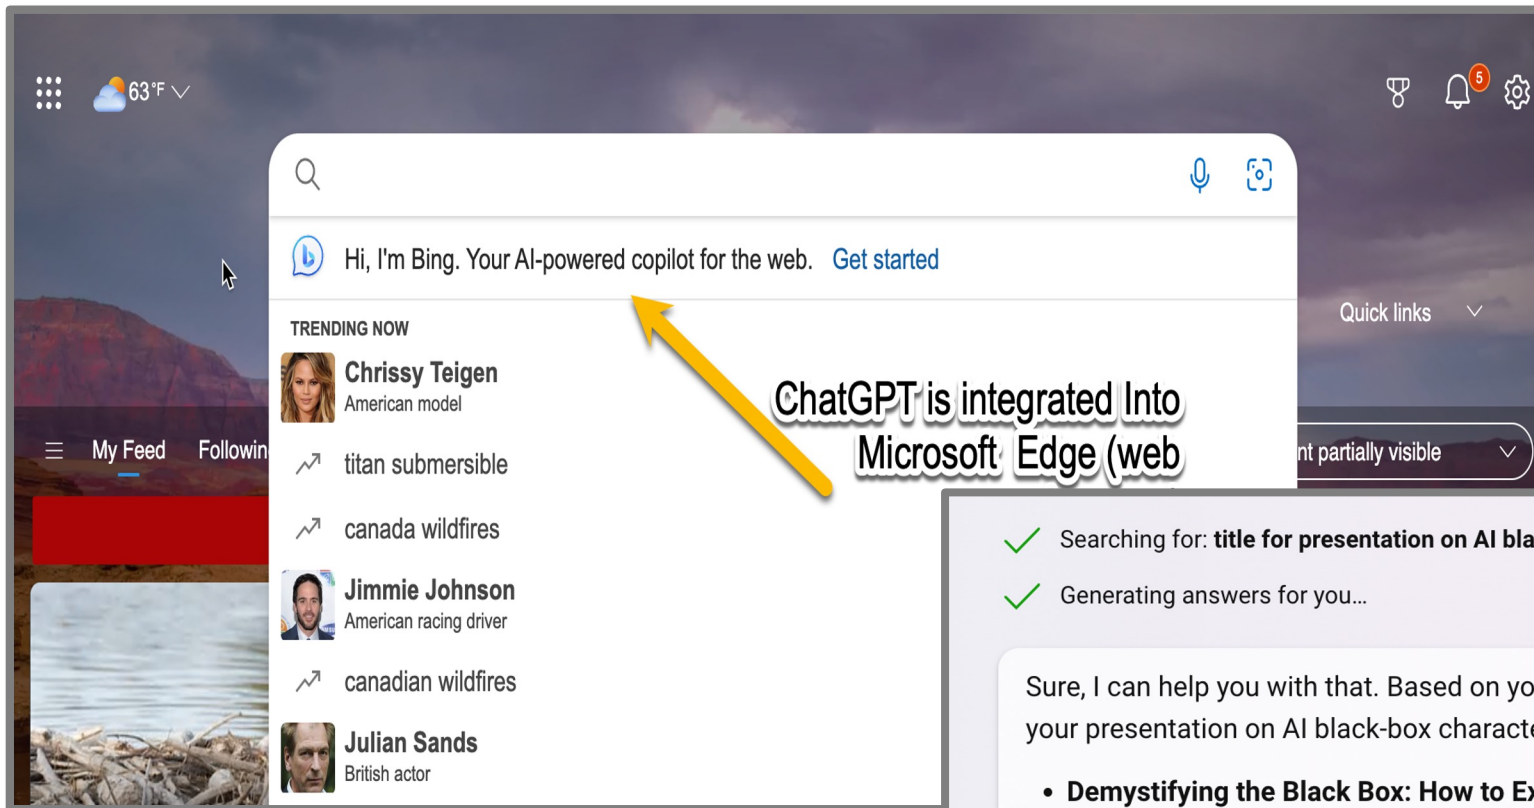 63°F
5
Hi, I'm Bing. Your AI-powered copilot for the web. Get started
Quick links
TRENDING NOW
Chrissy Teigen
American model
titan submersible
canada wildfires
Jimmie Johnson
American racing driver
canadian wildfires
Julian Sands
British actor
ChatGPT is integrated Into
Microsoft Edge (web
My Feed Followin
nt partially visible
Searching for: title for presentation on AI bla
Generating answers for you...
Sure, I can help you with that. Based on yo
your presentation on AI black-box characte
• Demystifying the Black Box: How to Ex